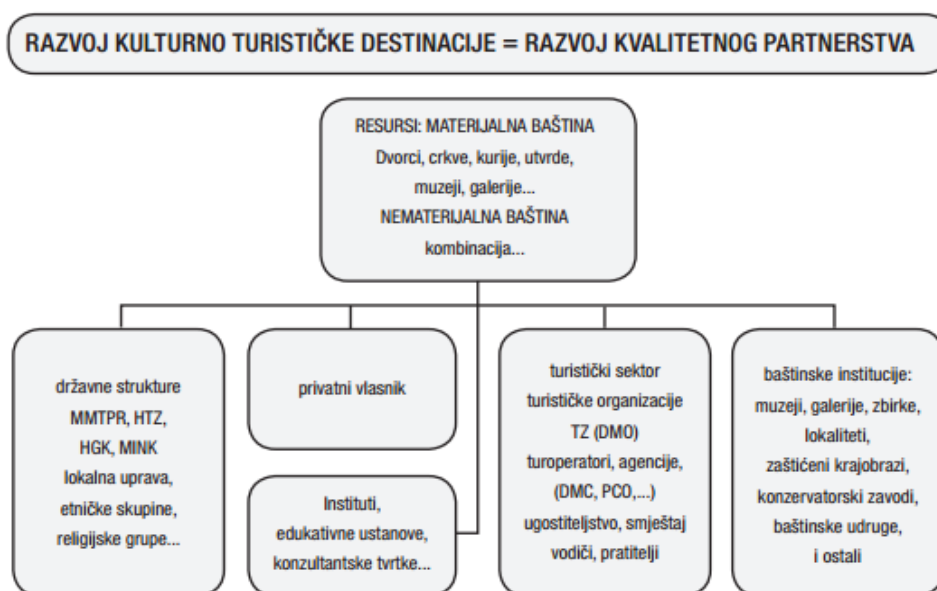 RAZVOJ KULTURNO TURISTIČKE DESTINACIJE = RAZVOJ KVALITETNOG PARTNERSTVA
RESURSI: MATERIJALNA BAŠTINA
Dvorci, crkve, kurije, utvrde,
muzeji, galerije...
NEMATERIJALNA BAŠTINA
kombinacija...
državne strukture
MMTPR, HTZ,
HGK, MINK
lokalna uprava,
etničke skupine,
religijske grupe...
privatni vlasnik
Instituti,
edukativne ustanove,
konzultantske tvrtke...
turistički sektor
turističke organizacije
TZ (DMO)
turoperatori, agencije,
(DMC, PCO,...)
ugostiteljstvo, smještaj
vodiči, pratitelji
baštinske institucije:
muzeji, galerije, zbirke,
lokaliteti,
zaštićeni krajobrazi,
konzervatorski zavodi,
baštinske udruge,
i ostali